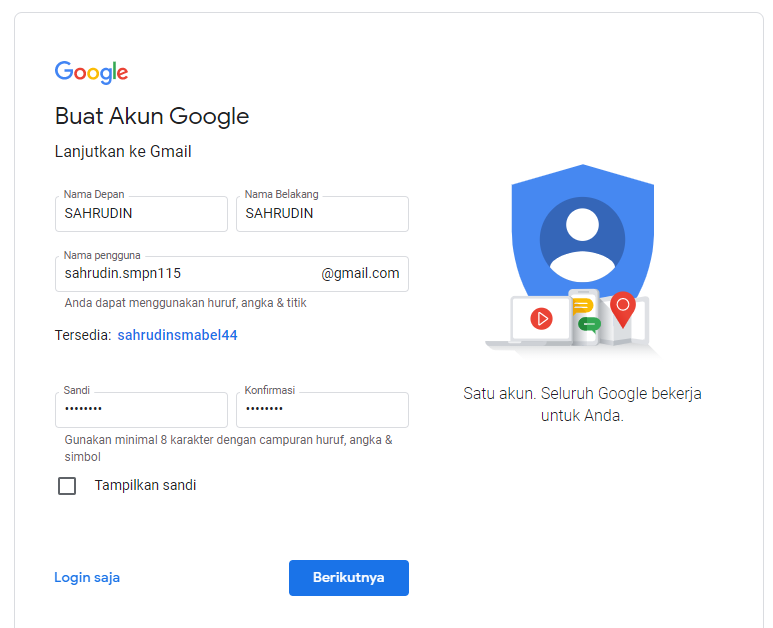 Google
Buat Akun Google
Lanjutkan ke Gmail
Nama Depan
SAHRUDIN
Nama Belakang
SAHRUDIN
Nama pengguna
sahrudin.smpn115
@gmail.com
Anda dapat menggunakan huruf, angka & titik
Tersedia: sahrudinsmabel44
Sandi
••••••••
Konfirmasi
••••••••
Gunakan minimal 8 karakter dengan campuran huruf, angka &
simbol
Tampilkan sandi
Login saja
Berikutnya
Satu akun. Seluruh Google bekerja
untuk Anda.